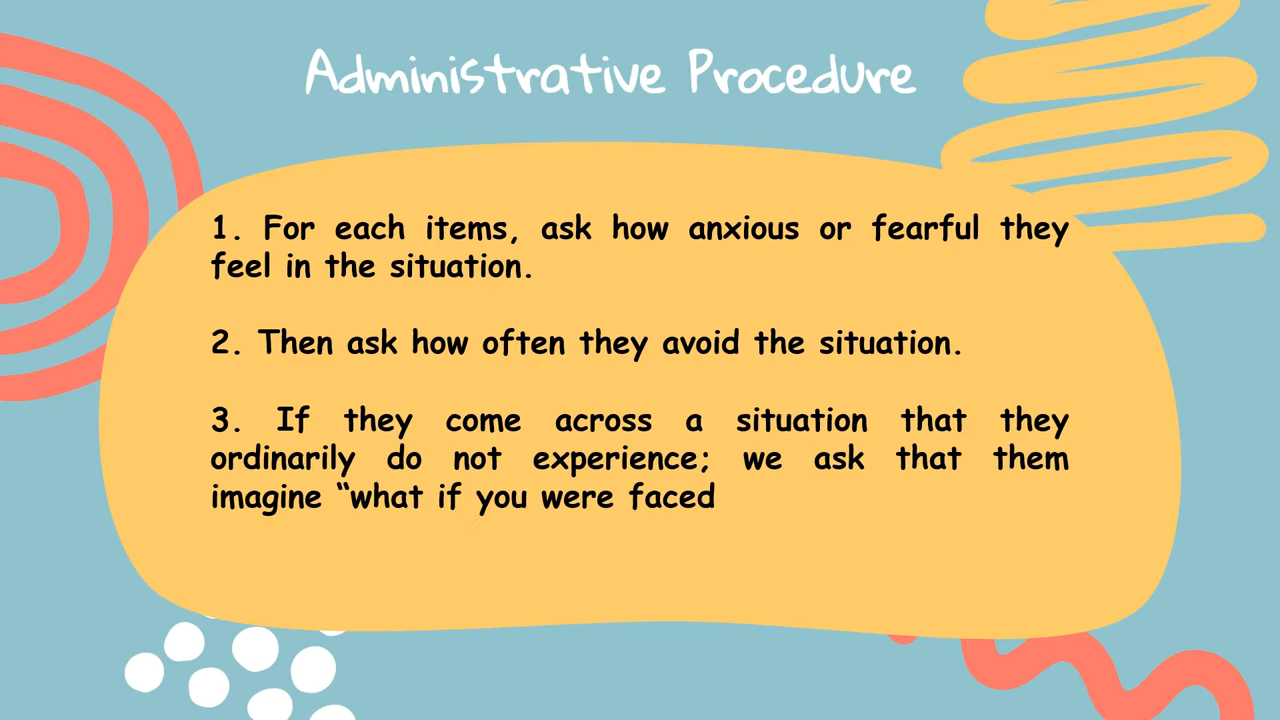 Administrative Procedure
1. For each items, ask how anxious or fearful they
feel in the situation.
2. Then ask how often they avoid the situation.
3. If they come across a situation that they
ordinarily do not experience; we ask that them
imagine “what if you were faced